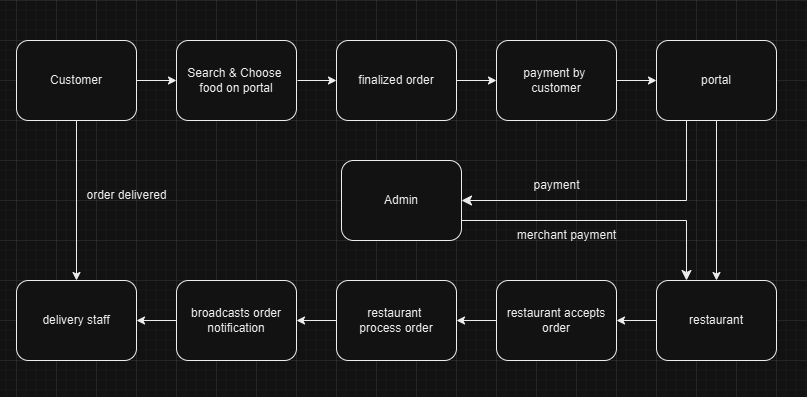 Customer
Search & Choose
food on portal
finalized order
payment by
customer
portal
order delivered
payment
Admin
merchant payment
delivery staff
broadcasts order
notification
restaurant
process order
restaurant accepts
order
restaurant